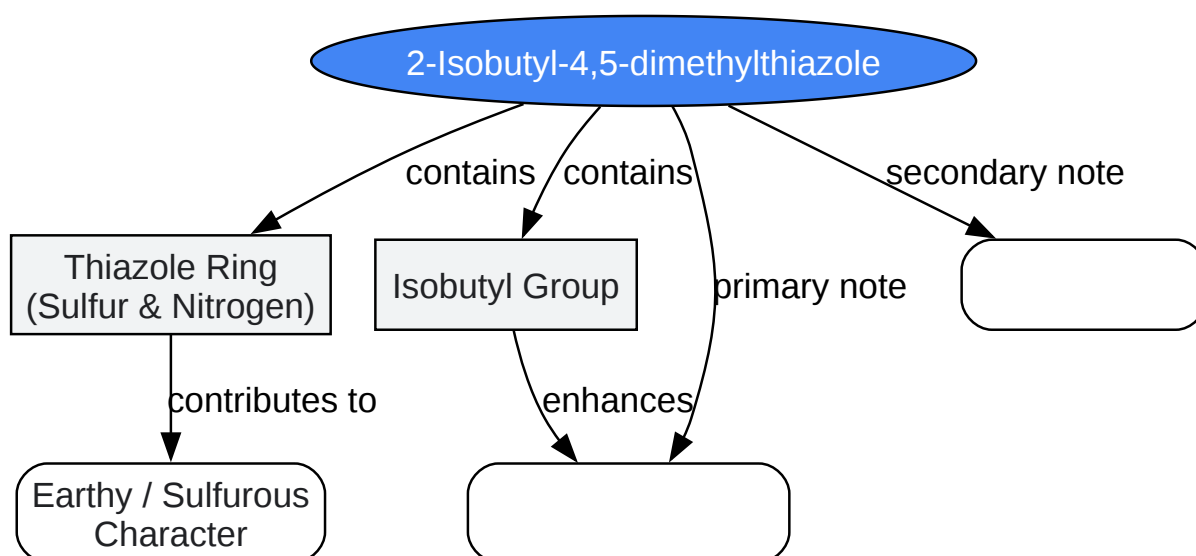 2-Isobutyl-4,5-dimethylthiazole
contains
contains
secondary note
Thiazole Ring
(Sulfur & Nitrogen)
Isobutyl Group
primary note
contributes to
enhances
Earthy / Sulfurous
Character